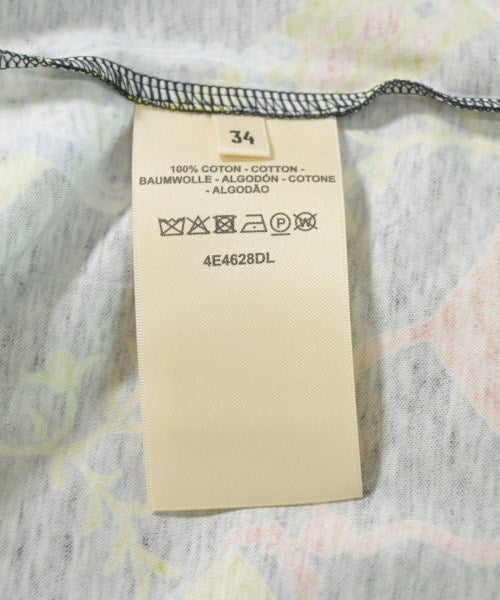 34
100% COTON - COTTON -
BAUMWOLLE - ALGODÓN - COTONE
- ALGODÃO
4E4628DL